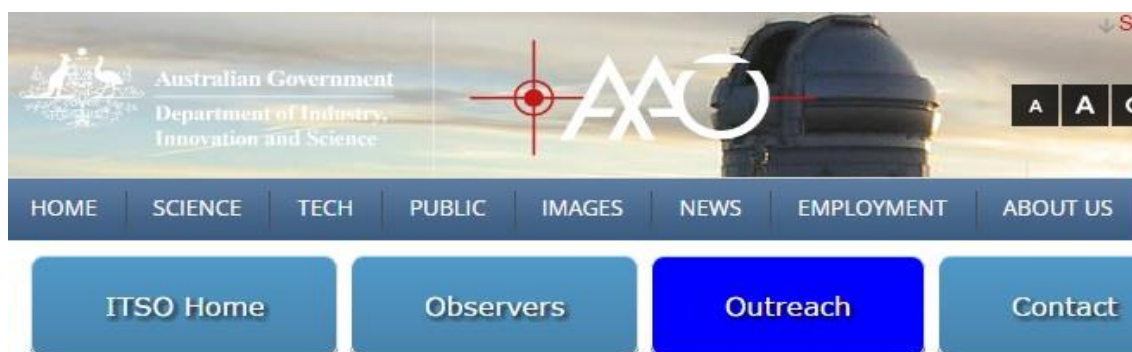 S
Australian Government
Department of Industry,
Innovation and Science
AAO
A A
HOME SCIENCE TECH PUBLIC IMAGES NEWS EMPLOYMENT ABOUT US
ITSO Home Observers Outreach Contact